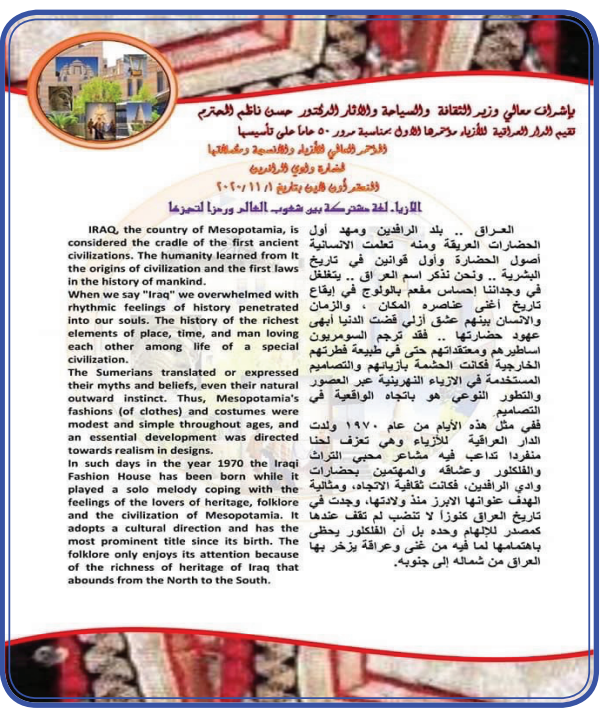 بإشراف معالي وزير الثقافة والسياحة والاثار الدكتور حسن ناظم المحترم
تقيم الدار العراقية للأزياء مؤتمرها الاول بمناسبة مرور ٥٠ عاما على تأسيسها
المؤتمر العالمي للأزياء والأنسجة ومكملاتها
لحضارة وادي الرافدين
المنعقد أون لاين بتاريخ ٢٠٢٠/١١/١
الأزياء لغة مشتركة بين شعوب العالم ورمزا لتميزها
IRAQ, the country of Mesopotamia, is
considered the cradle of the first ancient
civilizations. The humanity learned from It
the origins of civilization and the first laws
in the history of mankind.
When we say "Iraq" we overwhelmed with
rhythmic feelings of history penetrated
into our souls. The history of the richest
elements of place, time, and man loving
each other among life of a special
civilization.
The Sumerians translated or expressed
their myths and beliefs, even their natural
outward instinct. Thus, Mesopotamia's
fashions (of clothes) and costumes were
modest and simple throughout ages, and
an essential development was directed
towards realism in designs.
In such days in the year 1970 the Iraqi
Fashion House has been born while it
played a solo melody coping with the
feelings of the lovers of heritage, folklore
and the civilization of Mesopotamia. It
adopts a cultural direction and has the
most prominent title since its birth. The
folklore only enjoys its attention because
of the richness of heritage of Iraq that
abounds from the North to the South.
العـراق .. بلد الرافدين ومهد أول
الحضارات العريقة ومنه تعلمت الانسانية
أصول الحضارة وأول قوانين في تاريخ
البشرية .. ونحن نذكر اسم العر اق .. يتغلغل
في وجداننا إحساس مفعم بالولوج في إيقاع
تاريخ أغنى عناصره المكان ، والزمان
والانسان بينهم عشق أزلي قضت الدنيا أبهى
عهود حضارتها .. فقد ترجم السومريون
اساطيرهم ومعتقداتهم حتى في طبيعة فطرتهم
الخارجية فكانت الحشمة بأزيانهم والتصاميم
المستخدمة في الازياء النهرينية عبر العصور
والتطور النوعي هو باتجاه الواقعية في
التصاميم
ففي مثل هذه الأيام من عام ١٩٧٠ ولدت
الدار العراقية للأزياء وهي تعزف لحنا
منفردا تداعب فيه مشاعر محبي التراث
والفلكلور وعشاقه والمهتمين بحضارات
وادي الرافدين، فكانت ثقافية الاتجاه، ومثالية
الهدف عنوانها الابرز منذ ولادتها، وجدت في
تاريخ العراق كنوزاً لا تنضب لم تقف عندها
كمصدر للإلهام وحده بل أن الفلكلور يحظى
باهتمامها لما فيه من غنى وعراقة يزخر بها
العراق من شماله إلى جنوبه.